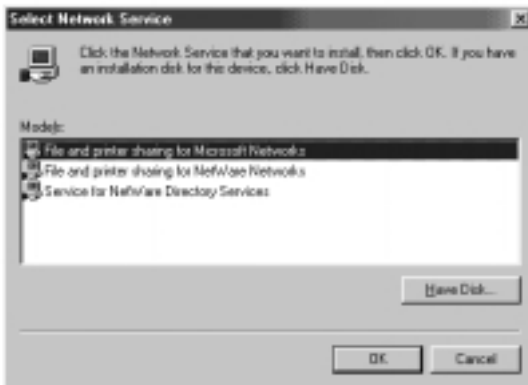 Select Network Service
Click the Network Service that you want to install, then click OK. If you have
an installation disk for this device, click Have Disk.
Models:
File and printer sharing for Microsoft Networks
File and printer sharing for NetWare Networks
Service for NetWare Directory Services
Have Disk...
OK
Cancel